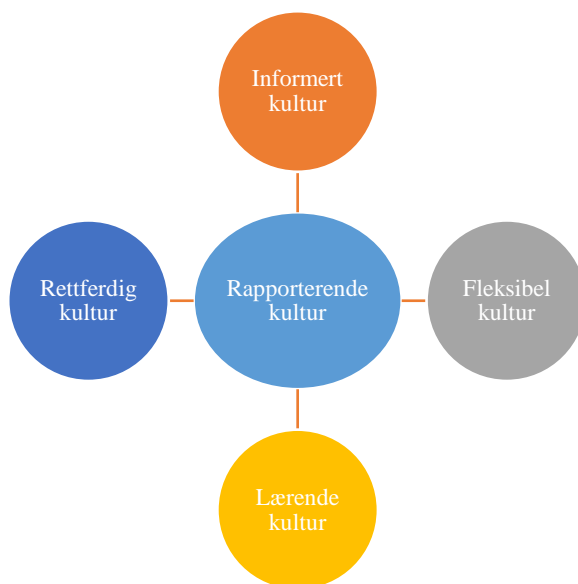 Informert
kultur
Rettferdig
kultur
Rapporterende
kultur
Fleksibel
kultur
Lærende
kultur